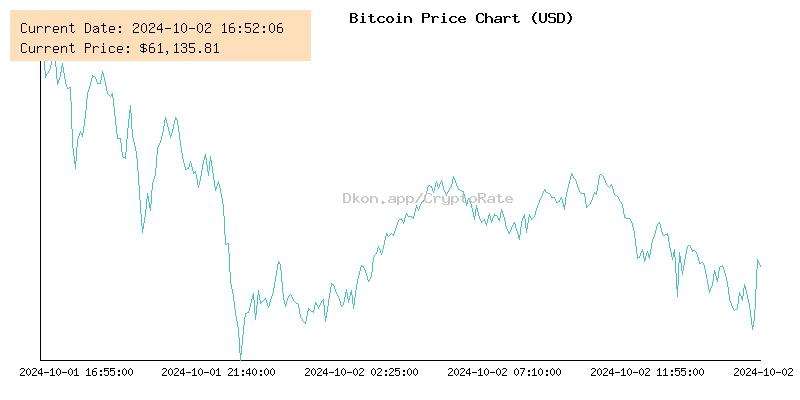 Bitcoin Price Chart (USD)
Current Date: 2024-10-02 16:52:06
Current Price: $61,135.81
Dkon.app/CryptoRate
2024-10-01 16:55:00 2024-10-01 21:40:00 2024-10-02 02:25:00 2024-10-02 07:10:00 2024-10-02 11:55:00 2024-10-02